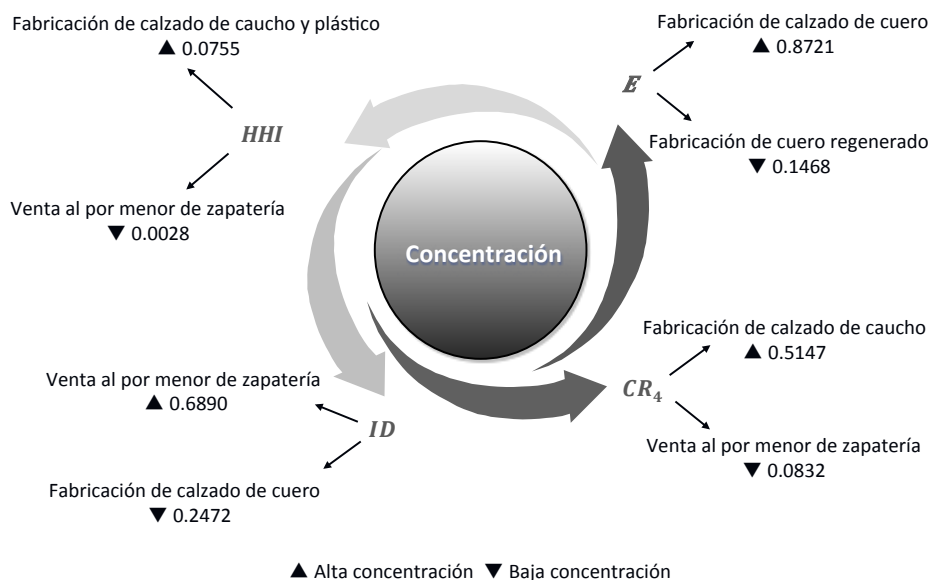 Fabricación de calzado de caucho y plástico
▲ 0.0755
HHI
Venta al por menor de zapatería
▼ 0.0028
Fabricación de calzado de cuero
▲ 0.8721
E
Fabricación de cuero regenerado
▼ 0.1468
Concentración
Venta al por menor de zapatería
▲ 0.6890
ID
Fabricación de calzado de cuero
▼ 0.2472
Fabricación de calzado de caucho
▲ 0.5147
CR₄
Venta al por menor de zapatería
▼ 0.0832
▲ Alta concentración ▼ Baja concentración